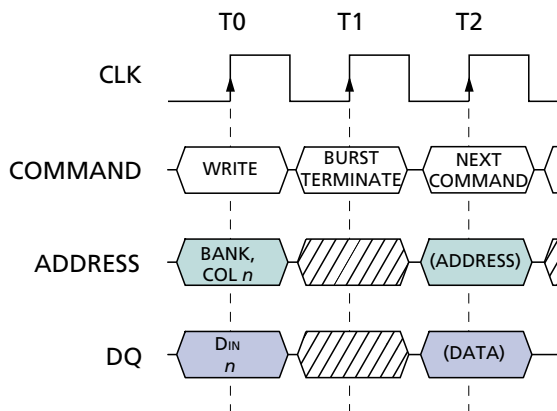 T0 T1 T2
CLK
COMMAND
WRITE
BURST
TERMINATE
NEXT
COMMAND
ADDRESS
BANK,
COL n
(ADDRESS)
DQ
DIN
n
(DATA)